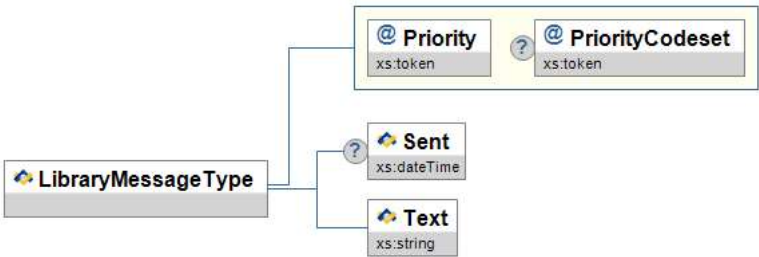 @ Priority
xs:token
? @ PriorityCodeset
xs:token
? Sent
xs:dateTime
LibraryMessageType
Text
xs:string